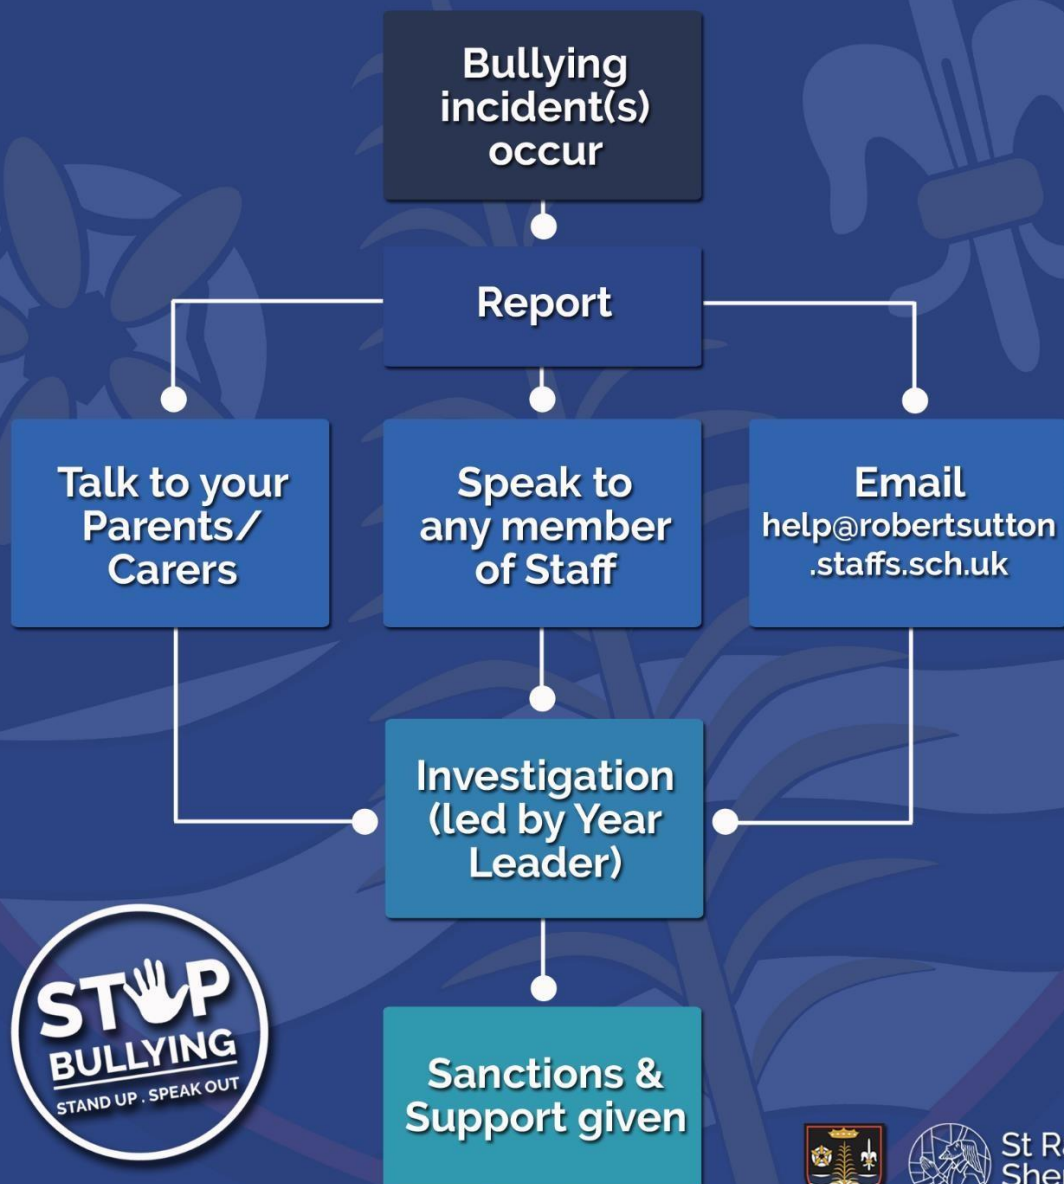 Bullying
incident(s)
occur
Report
Talk to your
Parents/
Carers
Speak to
any member
of Staff
Email
help@robertsutton
.staffs.sch.uk
Investigation
(led by Year
Leader)
Sanctions &
Support given
STOP
BULLYING
STAND UP . SPEAK OUT
St